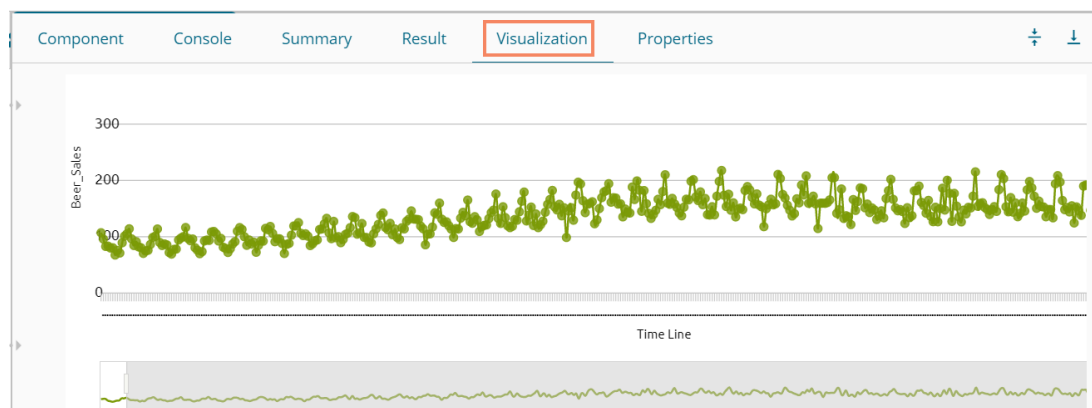 Component Console Summary Result Visualization Properties
300
Beer_Sales
200
100
0
Time Line